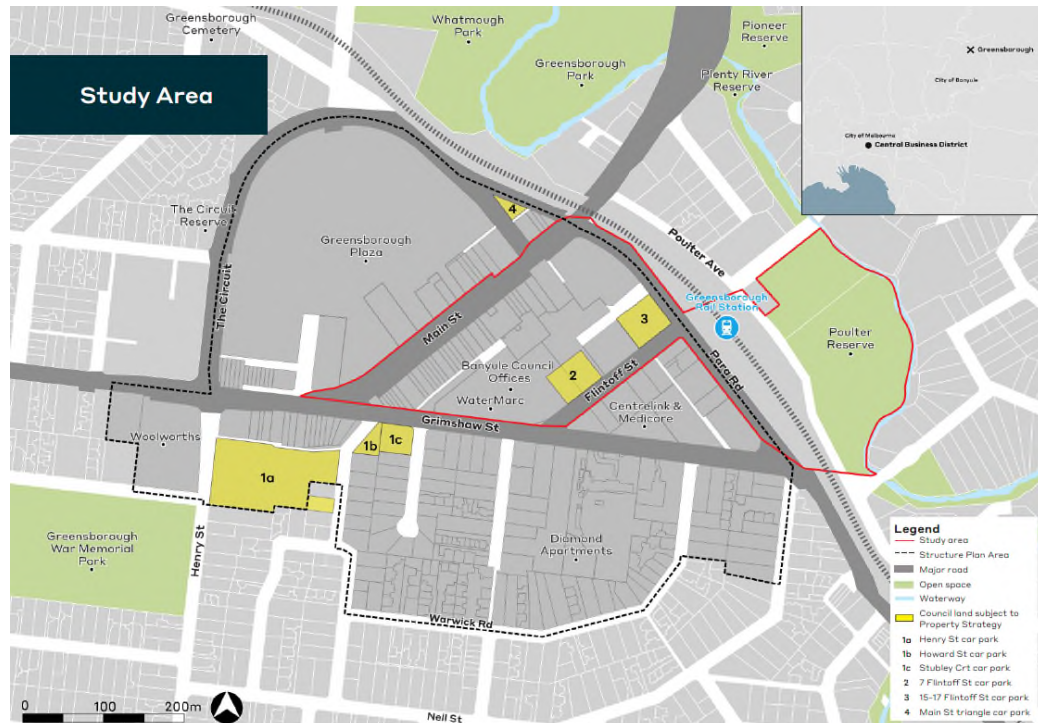 Study Area
Greensborough
Cemetery
Whatmough
Park
Greensborough
Park
Pioneer
Reserve
Plenty River
Reserve
Greensborough
City of Banyule
City of Melbourne
Central Business District
The Circuit
Reserve
The Circuit
Greensborough
Plaza
4
Main St
Poulter Ave
Greensborough
Rail Station
Poulter
Reserve
3
Banyule Council
Offices
2
Flintoff St
Para Rd
WaterMarc
Centrelink &
Medicare
Grimshaw St
Woolworths
1b
1c
1a
Greensborough
War Memorial
Park
Henry St
Diamond
Apartments
Warwick Rd
Nell St
0
100
200m
Legend
Study area
Structure Plan Area
Major road
Open space
Waterway
Council land subject to
Property Strategy
1a Henry St car park
1b Howard St car park
1c Stubley Crt car park
2 7 Flintoff St car park
3 15-17 Flintoff St car park
4 Main St triangle car park